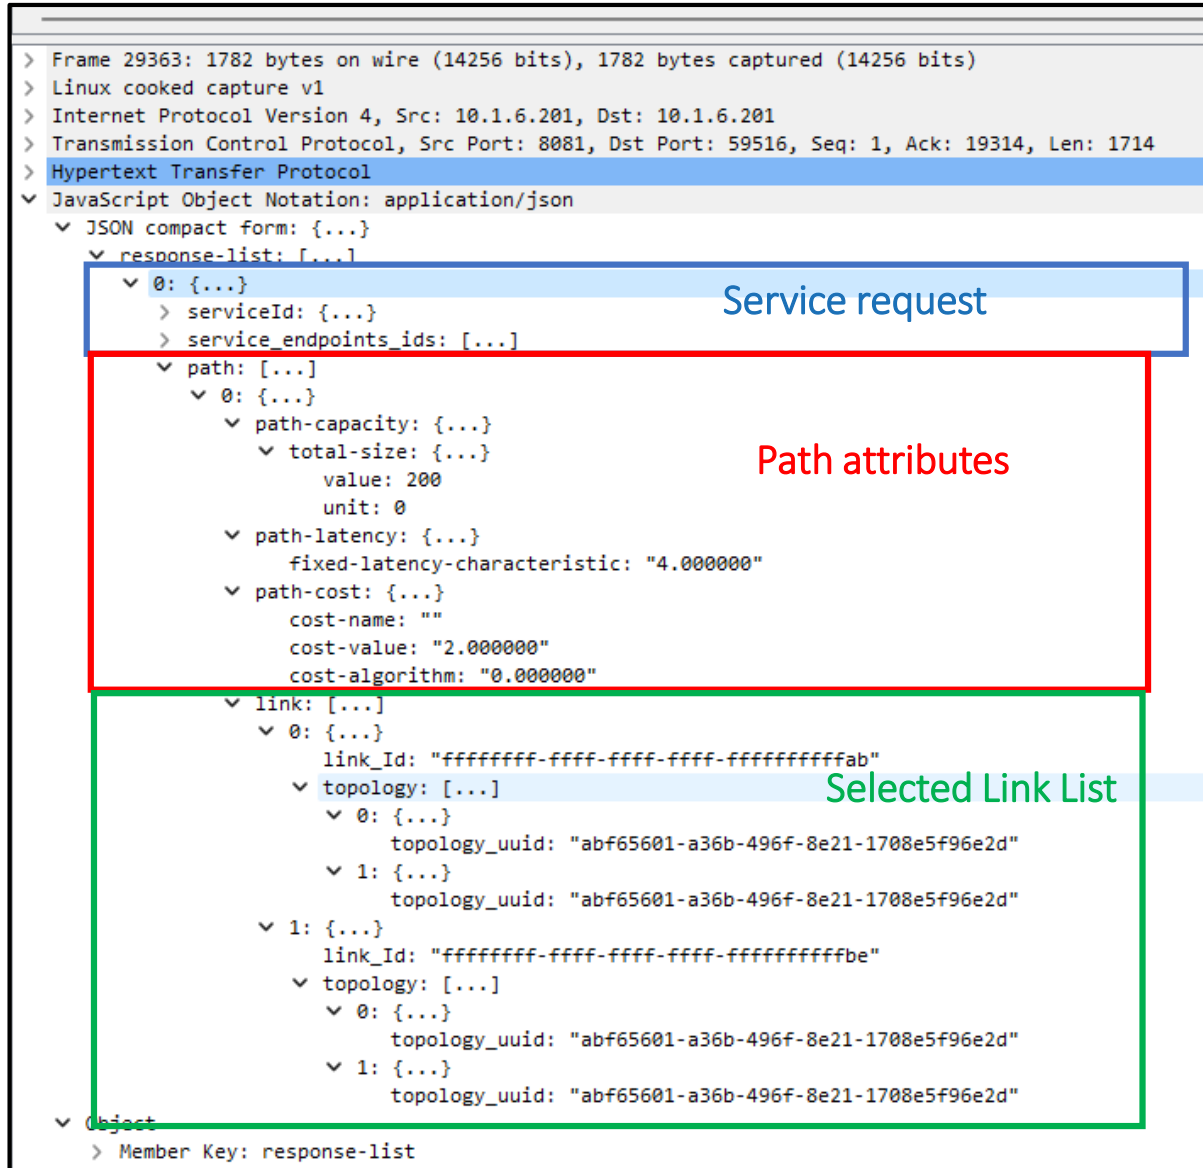 Frame 29363: 1782 bytes on wire (14256 bits), 1782 bytes captured (14256 bits)
Linux cooked capture v1
Internet Protocol Version 4, Src: 10.1.6.201, Dst: 10.1.6.201
Transmission Control Protocol, Src Port: 8081, Dst Port: 59516, Seq: 1, Ack: 19314, Len: 1714
Hypertext Transfer Protocol
JavaScript Object Notation: application/json
JSON compact form: {...}
response-list: [...]
0: {...}
Service request
serviceId: {...}
service_endpoints_ids: [...]
path: [...]
0: {...}
path-capacity: {...}
total-size: {...}
Path attributes
value: 200
unit: 0
path-latency: {...}
fixed-latency-characteristic: "4.000000"
path-cost: {...}
cost-name: ""
cost-value: "2.000000"
cost-algorithm: "0.000000"
link: [...]
0: {...}
link_Id: "ffffffff-ffff-ffff-ffff-ffffffffffab"
topology: [...]
Selected Link List
0: {...}
topology_uuid: "abf65601-a36b-496f-8e21-1708e5f96e2d"
1: {...}
topology_uuid: "abf65601-a36b-496f-8e21-1708e5f96e2d"
1: {...}
link_Id: "ffffffff-ffff-ffff-ffff-ffffffffffbe"
topology: [...]
0: {...}
topology_uuid: "abf65601-a36b-496f-8e21-1708e5f96e2d"
1: {...}
topology_uuid: "abf65601-a36b-496f-8e21-1708e5f96e2d"
Object
Member Key: response-list